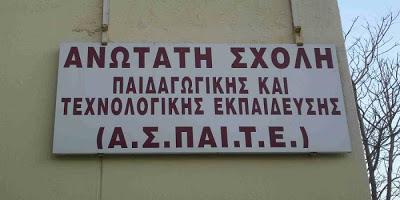 ΑΝΩΤΑΤΗ ΣΧΟΛΗ
ΠΑΙΔΑΓΩΓΙΚΗΣ ΚΑΙ
ΤΕΧΝΟΛΟΓΙΚΗΣ ΕΚΠΑΙΔΕΥΣΗΣ
(Α.Σ.ΠΑΙ.Τ.Ε.)